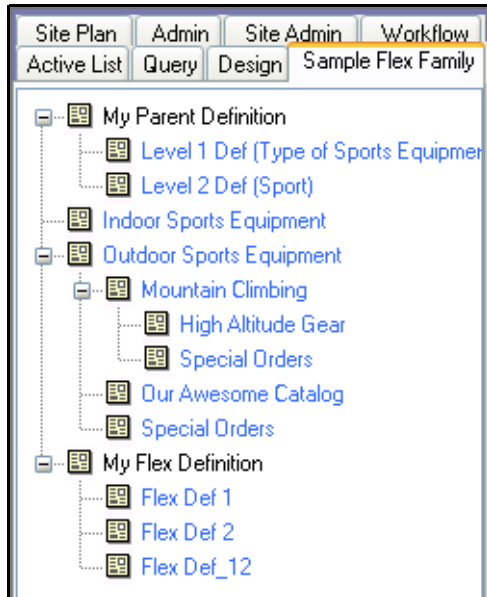 Site Plan Admin Site Admin Workflow
Active List Query Design Sample Flex Family
My Parent Definition
Level 1 Def (Type of Sports Equipmer
Level 2 Def (Sport)
Indoor Sports Equipment
Outdoor Sports Equipment
Mountain Climbing
High Altitude Gear
Special Orders
Our Awesome Catalog
Special Orders
My Flex Definition
Flex Def 1
Flex Def 2
Flex Def_12